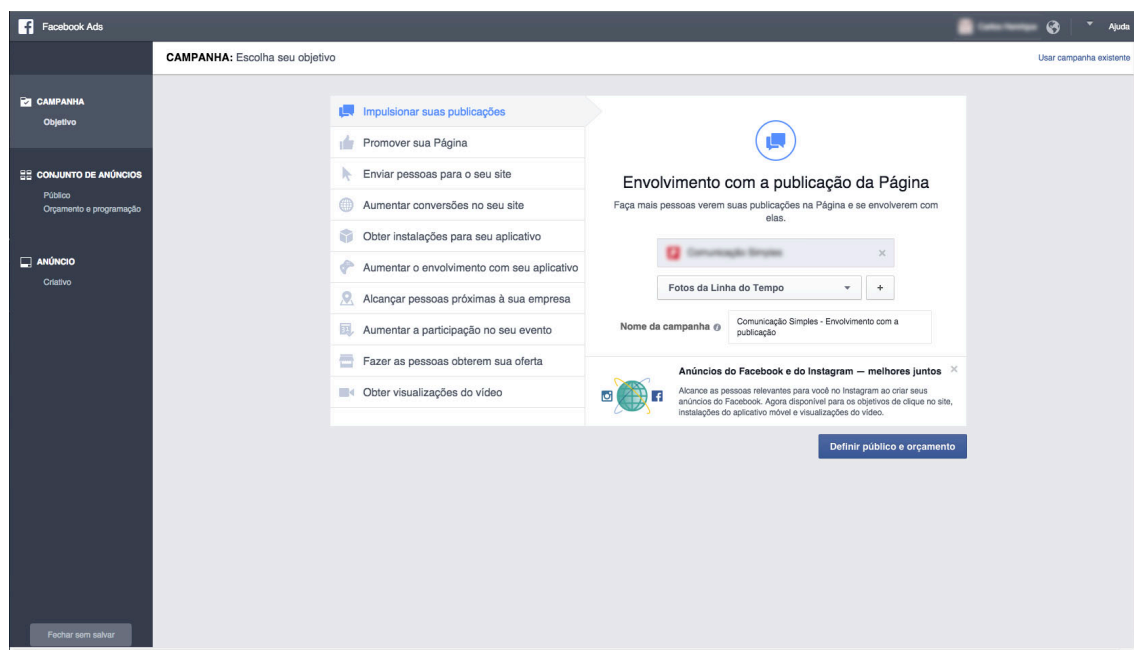 Facebook Ads
Ajuda
CAMPANHA: Escolha seu objetivo
Usar campanha existente
CAMPANHA
Objetivo
CONJUNTO DE ANÚNCIOS
Público
Orçamento e programação
ANÚNCIO
Criativo
Fechar sem salvar
Impulsionar suas publicações
Promover sua Página
Enviar pessoas para o seu site
Aumentar conversões no seu site
Obter instalações para seu aplicativo
Aumentar o envolvimento com seu aplicativo
Alcançar pessoas próximas à sua empresa
Aumentar a participação no seu evento
Fazer as pessoas obterem sua oferta
Obter visualizações do vídeo
Envolvimento com a publicação da Página
Faça mais pessoas verem suas publicações na Página e se envolverem com
elas.
Fotos da Linha do Tempo
+
Nome da campanha
Comunicação Simples - Envolvimento com a
publicação
Anúncios do Facebook e do Instagram — melhores juntos
Alcance as pessoas relevantes para você no Instagram ao criar seus
anúncios do Facebook. Agora disponível para os objetivos de clique no site,
instalações do aplicativo móvel e visualizações do vídeo.
Definir público e orçamento